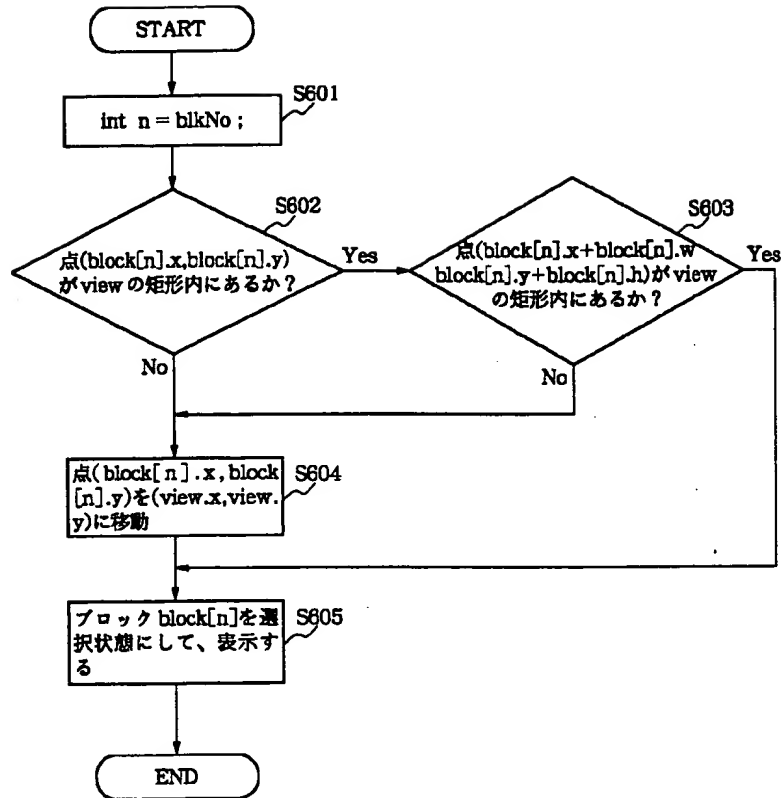 START
S601
int n = blkNo ;
S602
点(block[n].x,block[n].y)
がviewの矩形内にあるか?
Yes
No
S603
点(block[n].x+block[n].w
block[n].y+block[n].h)がview
の矩形内にあるか?
Yes
No
S604
点(block[n].x,block
[n].y)を(view.x,view.
y)に移動
S605
ブロックblock[n]を選
択状態にして、表示す
る
END